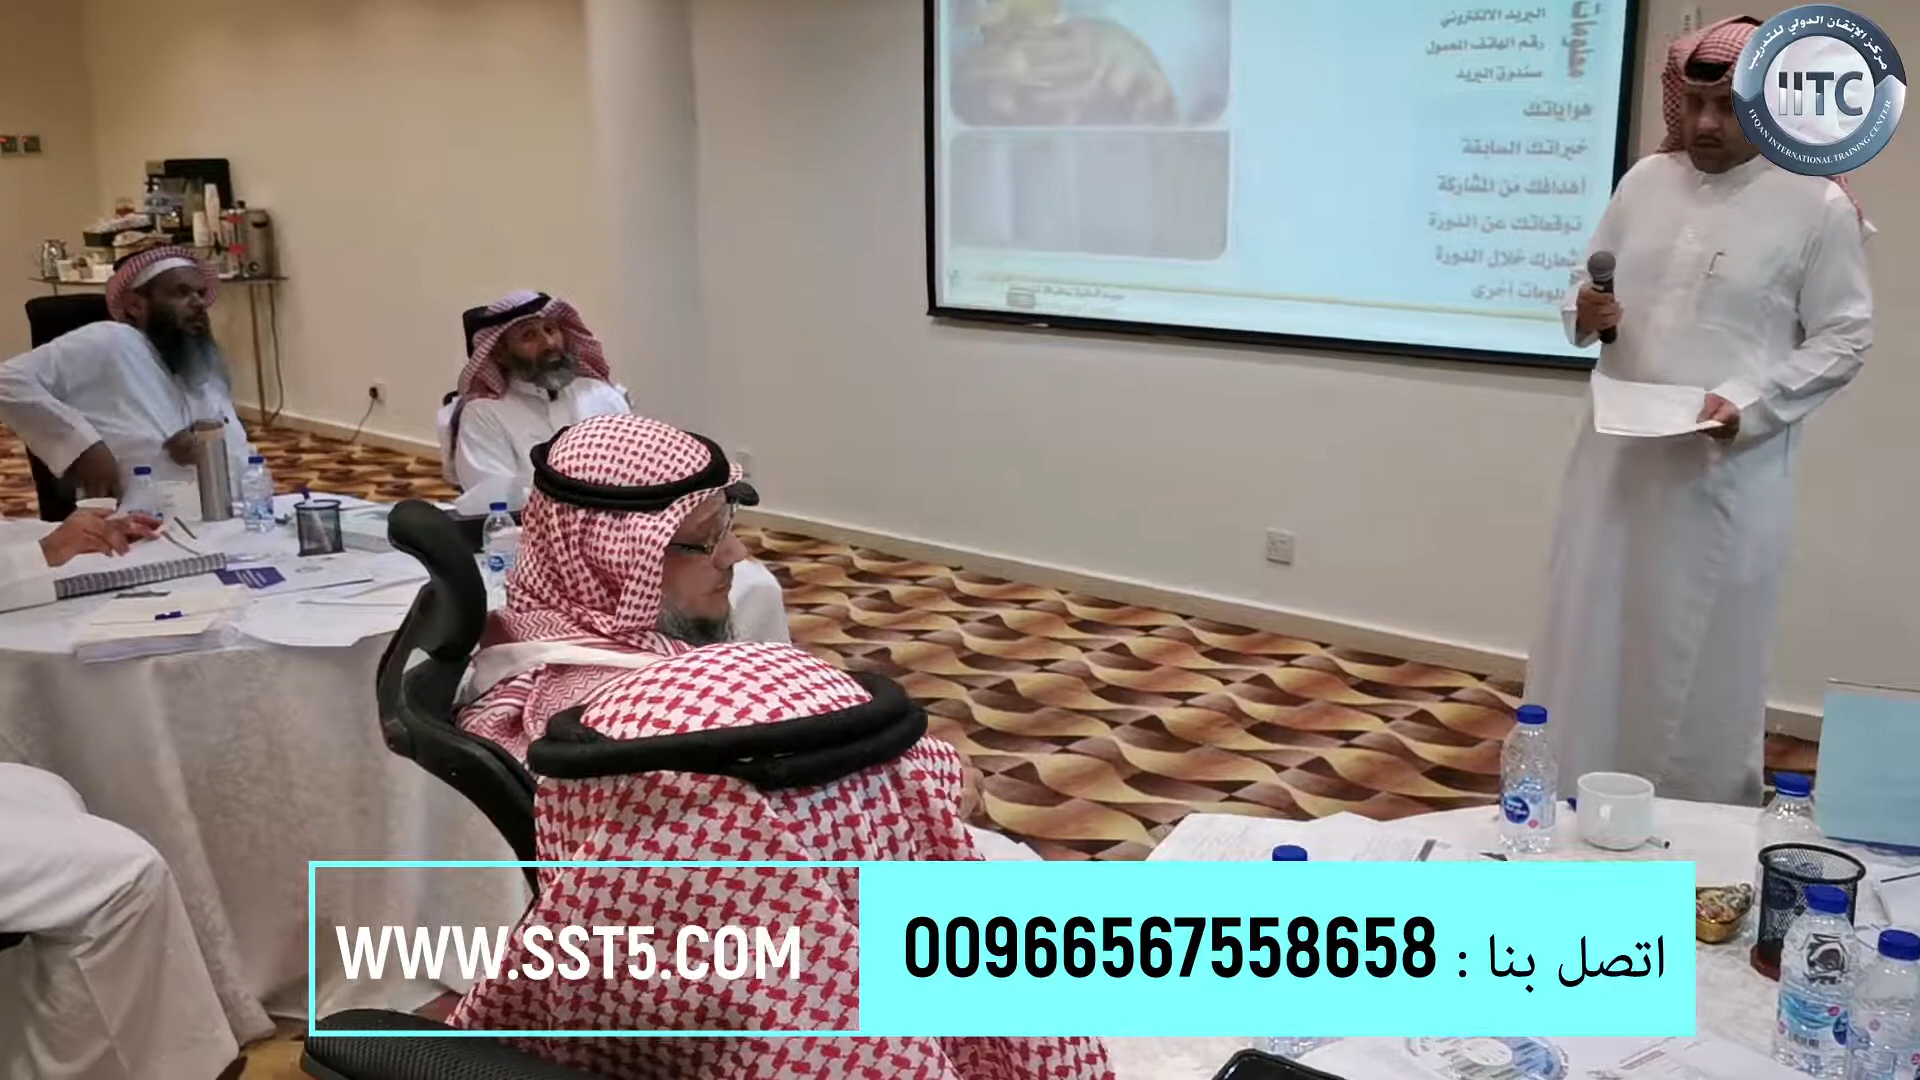 البريد الالكتروني
رقم الهاتف المحمول
صندوق البريد
هواياتك
خبراتك السابقة
أهدافك من المشاركة
توقعاتك من الدورة
شعارك خلال الدورة
أخرى
مركز الإتقان الدولي للتدريب
IITC
ITQAN INTERNATIONAL TRAINING CENTER
WWW.SST5.COM
اتصل بنا : 00966567558658